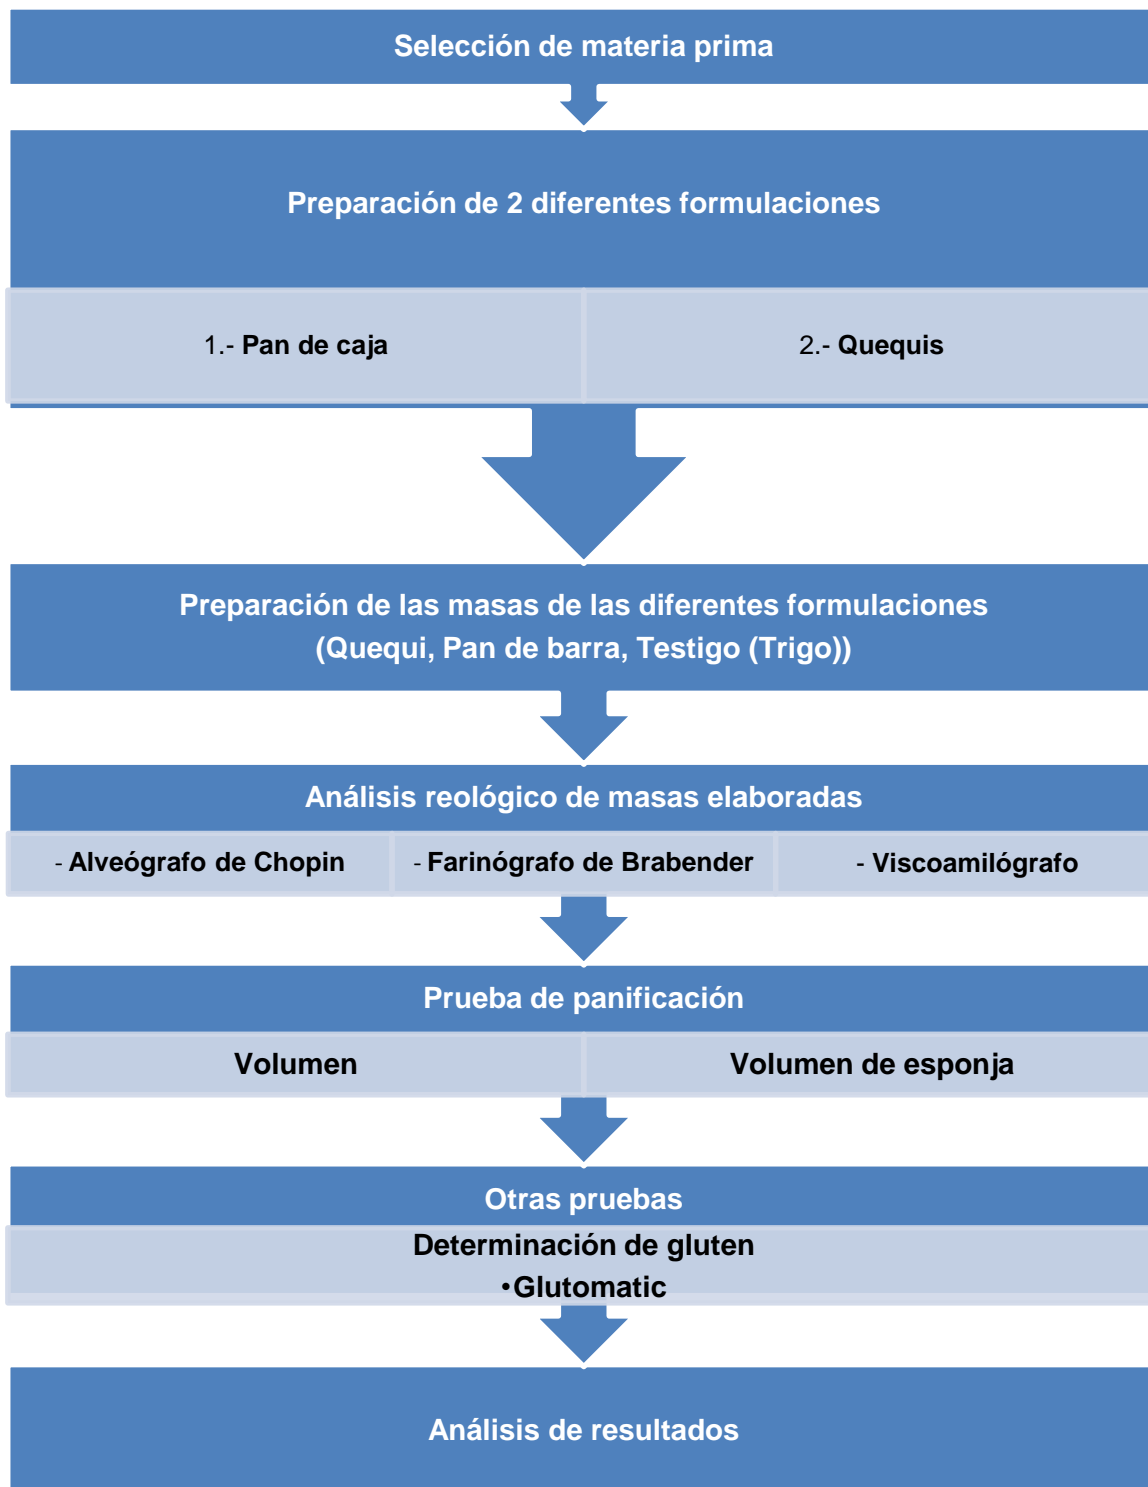 Selección de materia prima
Preparación de 2 diferentes formulaciones
1.- Pan de caja
2.- Quequis
Preparación de las masas de las diferentes formulaciones
(Quequi, Pan de barra, Testigo (Trigo))
Análisis reológico de masas elaboradas
- Alveógrafo de Chopin
- Farinógrafo de Brabender
- Viscoamilógrafo
Prueba de panificación
Volumen
Volumen de esponja
Otras pruebas
Determinación de gluten
•Glutomatic
Análisis de resultados